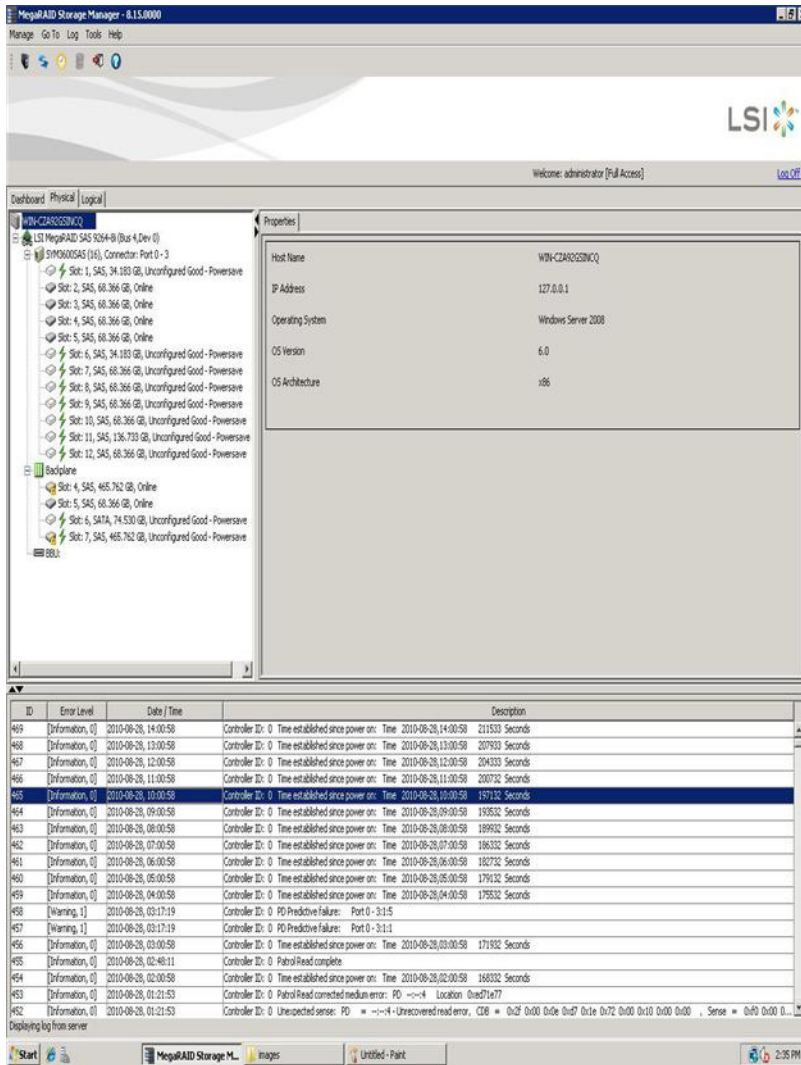 MegaRAID Storage Manager - 8.15.0000
Manage Go To Log Tools Help
LSI
Welcome: administrator [Full Access]
Log Off
Dashboard Physical Logical
WIN-CZA92GSINCQ
LSI MegaRAID SAS 9264-8i (Bus 4,Dev 0)
SYM3600SAS (16), Connector: Port 0 - 3
Slot: 1, SAS, 34.183 GB, Unconfigured Good - Powersave
Slot: 2, SAS, 68.366 GB, Online
Slot: 3, SAS, 68.366 GB, Online
Slot: 4, SAS, 68.366 GB, Online
Slot: 5, SAS, 68.366 GB, Online
Slot: 6, SAS, 34.183 GB, Unconfigured Good - Powersave
Slot: 7, SAS, 68.366 GB, Unconfigured Good - Powersave
Slot: 8, SAS, 68.366 GB, Unconfigured Good - Powersave
Slot: 9, SAS, 68.366 GB, Unconfigured Good - Powersave
Slot: 10, SAS, 68.366 GB, Unconfigured Good - Powersave
Slot: 11, SAS, 136.733 GB, Unconfigured Good - Powersave
Slot: 12, SAS, 68.366 GB, Unconfigured Good - Powersave
Backplane
Slot: 4, SAS, 465.762 GB, Online
Slot: 5, SAS, 68.366 GB, Online
Slot: 6, SATA, 74.530 GB, Unconfigured Good - Powersave
Slot: 7, SAS, 465.762 GB, Unconfigured Good - Powersave
BBU:
Properties
Host Name WIN-CZA92GSINCQ
IP Address 127.0.0.1
Operating System Windows Server 2008
OS Version 6.0
OS Architecture x86
ID Error Level Date / Time Description
469 [Information, 0] 2010-08-28, 14:00:58 Controller ID: 0 Time established since power on: Time 2010-08-28,14:00:58 211533 Seconds
468 [Information, 0] 2010-08-28, 13:00:58 Controller ID: 0 Time established since power on: Time 2010-08-28,13:00:58 207933 Seconds
467 [Information, 0] 2010-08-28, 12:00:58 Controller ID: 0 Time established since power on: Time 2010-08-28,12:00:58 204333 Seconds
466 [Information, 0] 2010-08-28, 11:00:58 Controller ID: 0 Time established since power on: Time 2010-08-28,11:00:58 200732 Seconds
465 [Information, 0] 2010-08-28, 10:00:58 Controller ID: 0 Time established since power on: Time 2010-08-28,10:00:58 197132 Seconds
464 [Information, 0] 2010-08-28, 09:00:58 Controller ID: 0 Time established since power on: Time 2010-08-28,09:00:58 193532 Seconds
463 [Information, 0] 2010-08-28, 08:00:58 Controller ID: 0 Time established since power on: Time 2010-08-28,08:00:58 189932 Seconds
462 [Information, 0] 2010-08-28, 07:00:58 Controller ID: 0 Time established since power on: Time 2010-08-28,07:00:58 186332 Seconds
461 [Information, 0] 2010-08-28, 06:00:58 Controller ID: 0 Time established since power on: Time 2010-08-28,06:00:58 182732 Seconds
460 [Information, 0] 2010-08-28, 05:00:58 Controller ID: 0 Time established since power on: Time 2010-08-28,05:00:58 179132 Seconds
459 [Information, 0] 2010-08-28, 04:00:58 Controller ID: 0 Time established since power on: Time 2010-08-28,04:00:58 175532 Seconds
458 [Warning, 1] 2010-08-28, 03:17:19 Controller ID: 0 PD Predictive failure: Port 0 - 3:1:5
457 [Warning, 1] 2010-08-28, 03:17:19 Controller ID: 0 PD Predictive failure: Port 0 - 3:1:1
456 [Information, 0] 2010-08-28, 03:00:58 Controller ID: 0 Time established since power on: Time 2010-08-28,03:00:58 171932 Seconds
455 [Information, 0] 2010-08-28, 02:48:11 Controller ID: 0 Patrol Read complete
454 [Information, 0] 2010-08-28, 02:00:58 Controller ID: 0 Time established since power on: Time 2010-08-28,02:00:58 168332 Seconds
453 [Information, 0] 2010-08-28, 01:21:53 Controller ID: 0 Patrol Read corrected medium error: PD --:--:4 Location 0xed71e77
452 [Information, 0] 2010-08-28, 01:21:53 Controller ID: 0 Unexpected sense: PD = --:--:4 - Unrecovered read error, CDB = 0x2f 0x00 0x0e 0xd7 0x1e 0x72 0x00 0x10 0x00 0x00 , Sense = 0xf0 0x00 0...
Displaying log from server
Start MegaRAID Storage M... images Untitled - Paint 2:35 PM